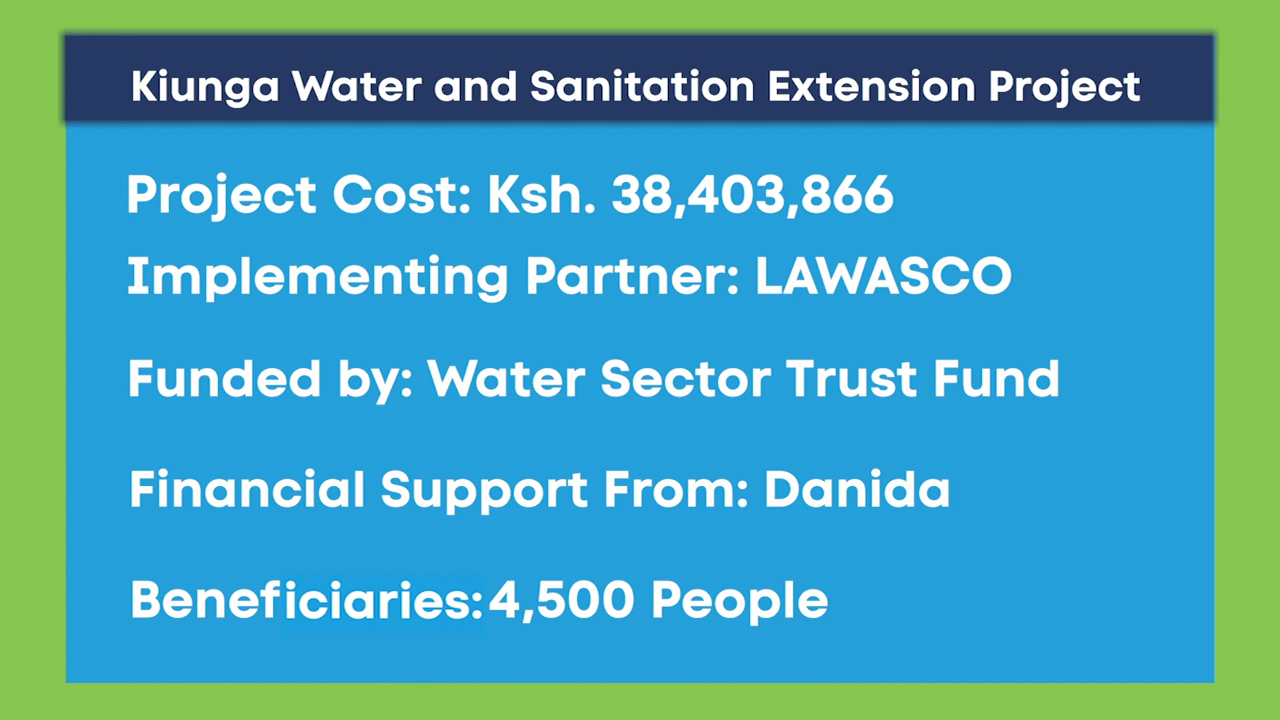 Kiunga Water and Sanitation Extension Project
Project Cost: Ksh. 38,403,866
Implementing Partner: LAWASCO
Funded by: Water Sector Trust Fund
Financial Support From: Danida
Beneficiaries: 4,500 People